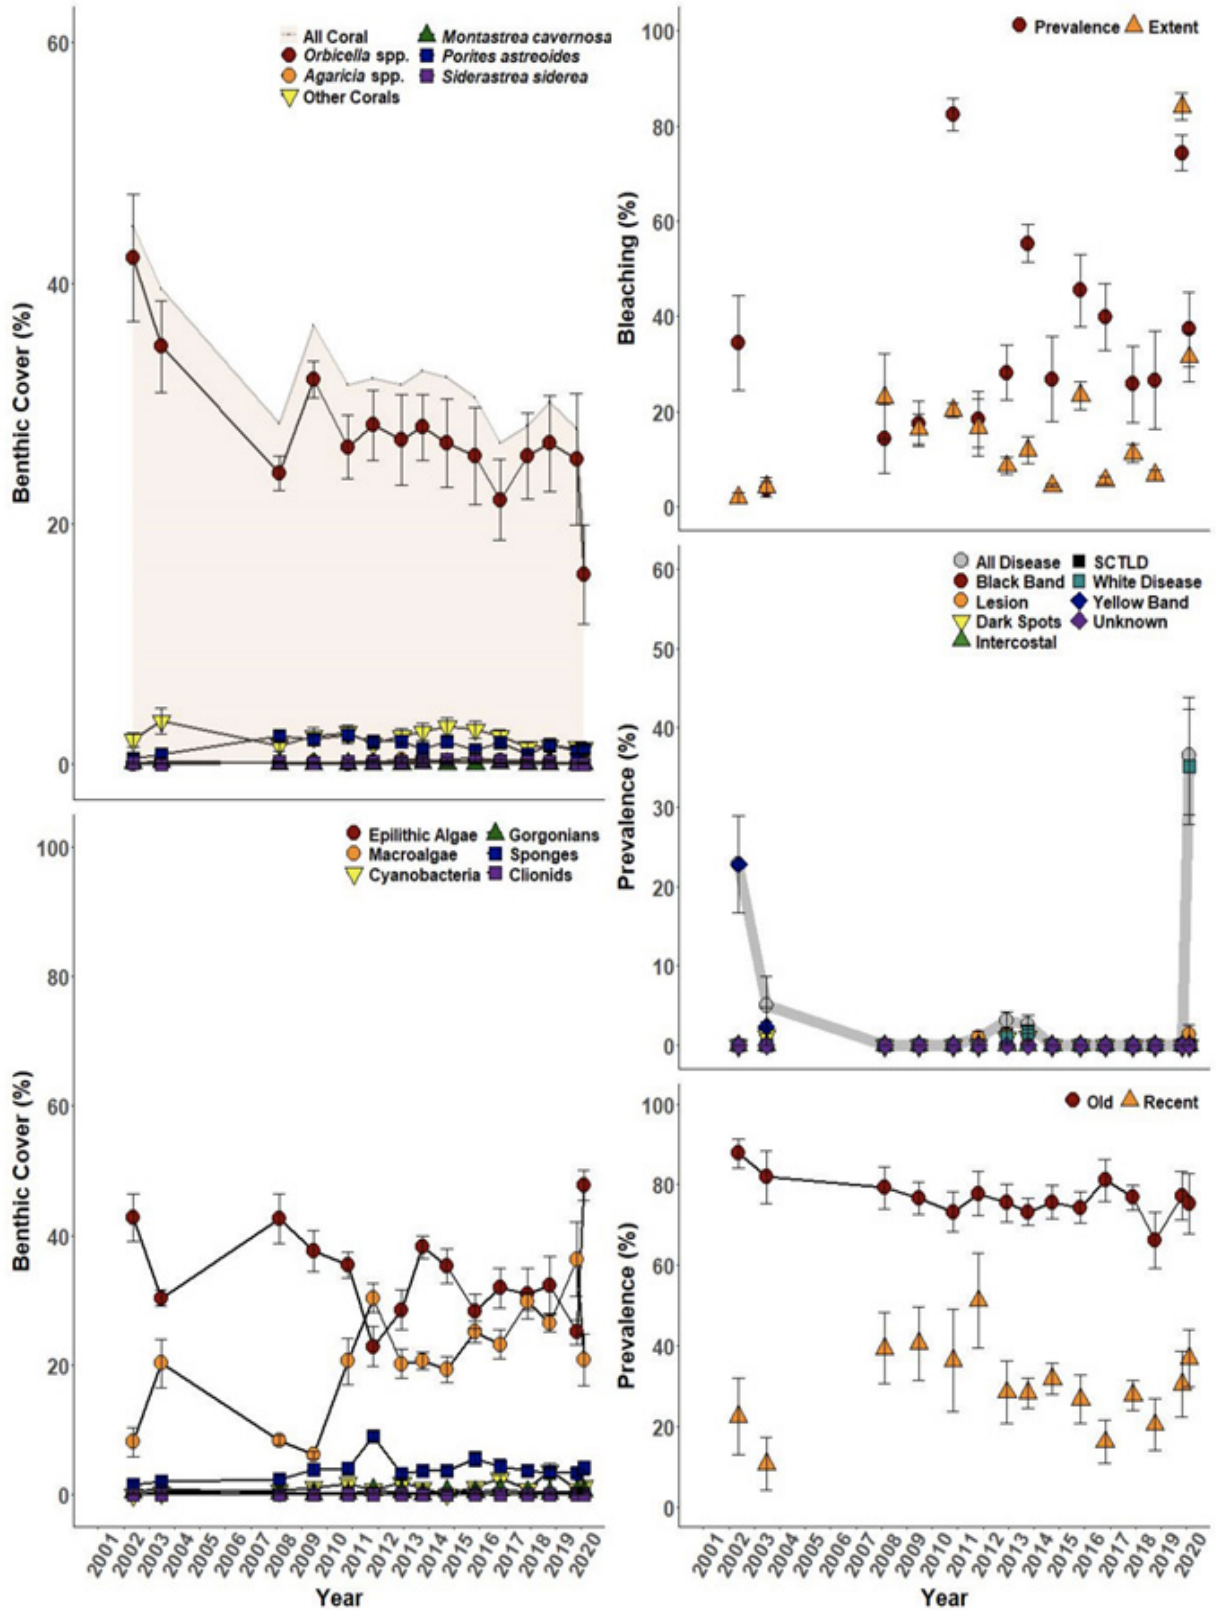 All Coral
Orbicella spp.
Agaricia spp.
Other Corals
Montastrea cavernosa
Porites astreoides
Siderastrea siderea
Benthic Cover (%)
60
40
20
0
Epilithic Algae
Macroalgae
Cyanobacteria
Gorgonians
Sponges
Clionids
Benthic Cover (%)
100
80
60
40
20
0
2001 2002 2003 2004 2005 2006 2007 2008 2009 2010 2011 2012 2013 2014 2015 2016 2017 2018 2019 2020
Year
Prevalence Extent
Bleaching (%)
100
80
60
40
20
0
All Disease
Black Band
Lesion
Dark Spots
Intercostal
SCTLD
White Disease
Yellow Band
Unknown
Prevalence (%)
60
50
40
30
20
10
0
Old Recent
Prevalence (%)
100
80
60
40
20
0
2001 2002 2003 2004 2005 2006 2007 2008 2009 2010 2011 2012 2013 2014 2015 2016 2017 2018 2019 2020
Year